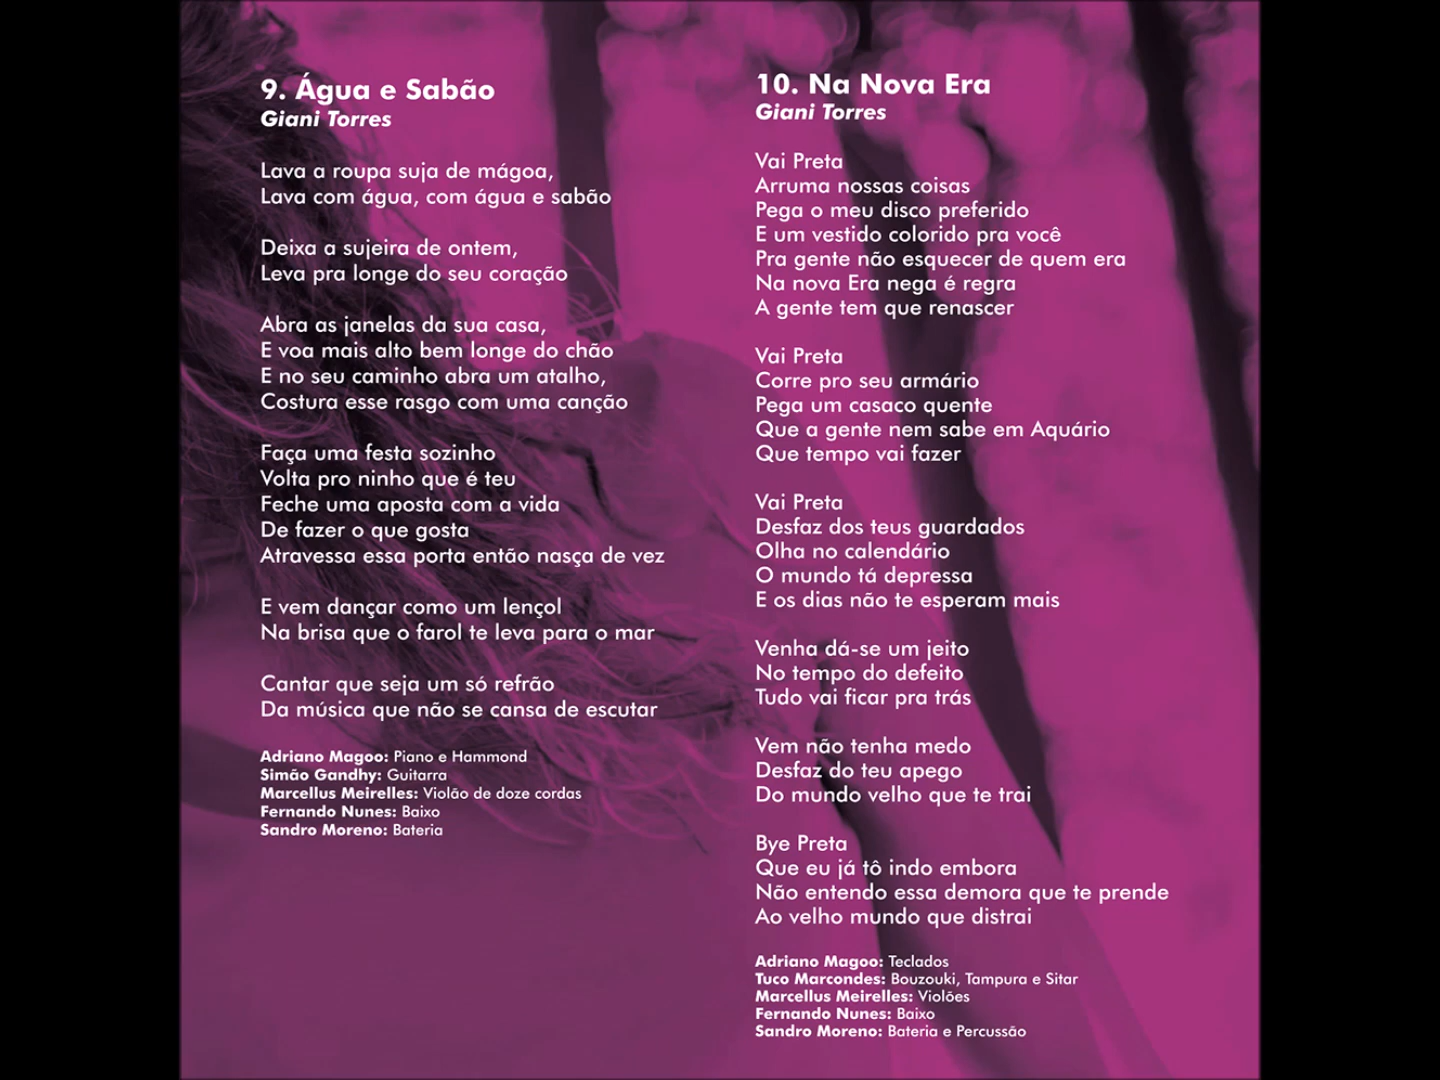 9. Água e Sabão
Giani Torres
Lava a roupa suja de mágoa,
Lava com água, com água e sabão
Deixa a sujeira de ontem,
Leva pra longe do seu coração
Abra as janelas da sua casa,
E voa mais alto bem longe do chão
E no seu caminho abra um atalho,
Costura esse rasgo com uma canção
Faça uma festa sozinho
Volta pro ninho que é teu
Feche uma aposta com a vida
De fazer o que gosta
Atravessa essa porta então nasça de vez
E vem dançar como um lençol
Na brisa que o farol te leva para o mar
Cantar que seja um só refrão
Da música que não se cansa de escutar
Adriano Magoo: Piano e Hammond
Simão Gandhy: Guitarra
Marcellus Meirelles: Violão de doze cordas
Fernando Nunes: Baixo
Sandro Moreno: Bateria
10. Na Nova Era
Giani Torres
Vai Preta
Arruma nossas coisas
Pega o meu disco preferido
E um vestido colorido pra você
Pra gente não esquecer de quem era
Na nova Era nega é regra
A gente tem que renascer
Vai Preta
Corre pro seu armário
Pega um casaco quente
Que a gente nem sabe em Aquário
Que tempo vai fazer
Vai Preta
Desfaz dos teus guardados
Olha no calendário
O mundo tá depressa
E os dias não te esperam mais
Venha dá-se um jeito
No tempo do defeito
Tudo vai ficar pra trás
Vem não tenha medo
Desfaz do teu apego
Do mundo velho que te trai
Bye Preta
Que eu já tô indo embora
Não entendo essa demora que te prende
Ao velho mundo que distrai
Adriano Magoo: Teclados
Tuco Marcondes: Bouzouki, Tampura e Sitar
Marcellus Meirelles: Violões
Fernando Nunes: Baixo
Sandro Moreno: Bateria e Percussão